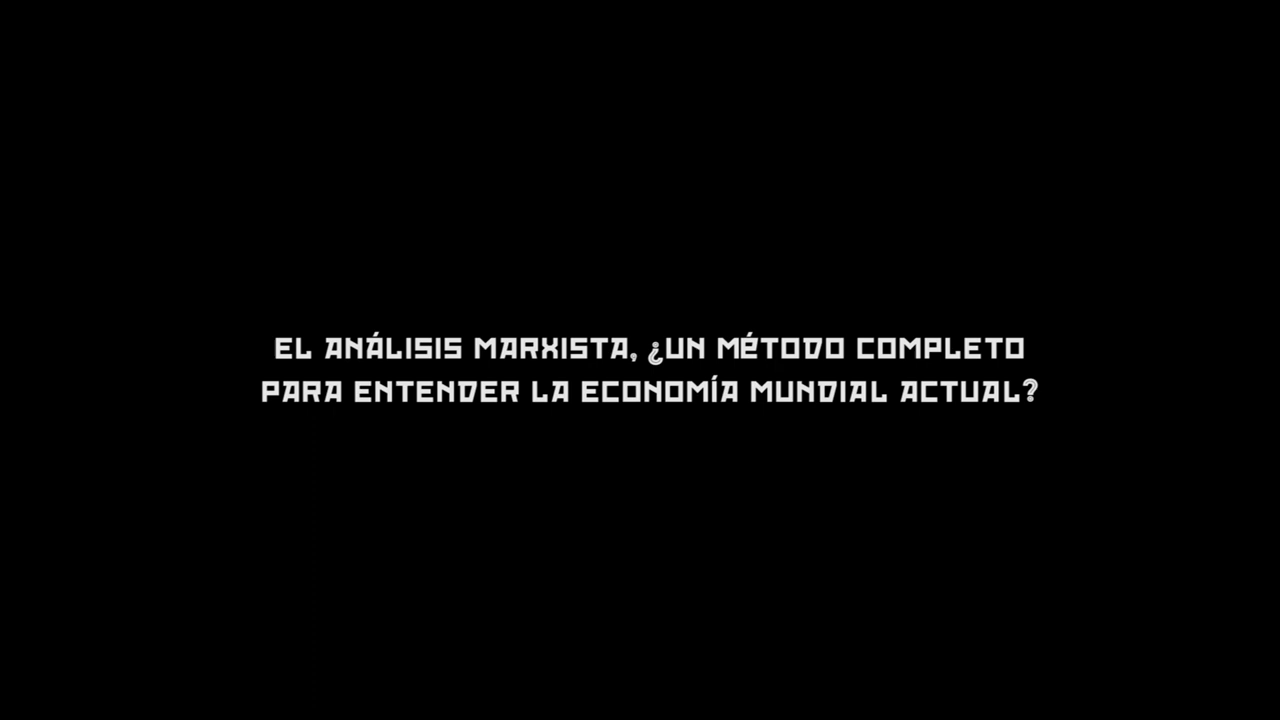 EL ANÁLISIS MARXISTA, ¿UN MÉTODO COMPLETO
PARA ENTENDER LA ECONOMÍA MUNDIAL ACTUAL?